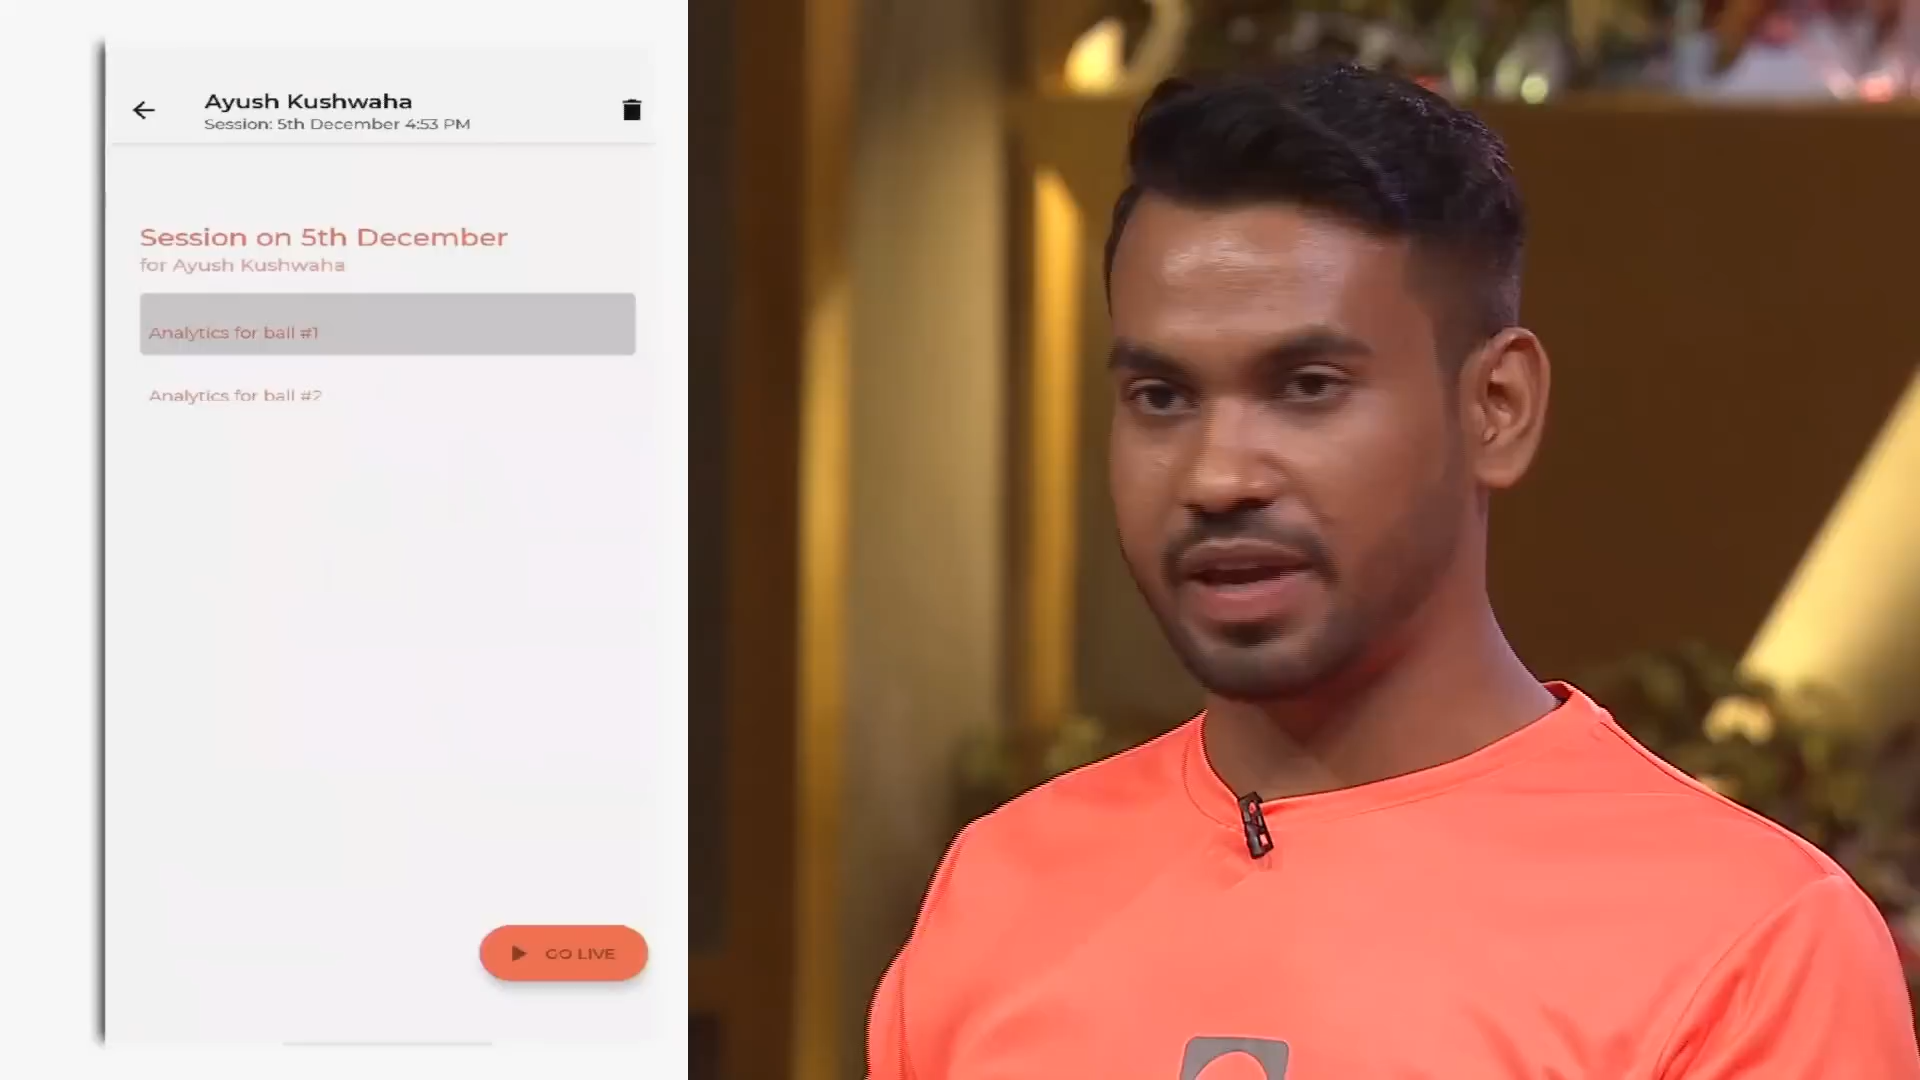 Ayush Kushwaha
Session: 5th December 4:53 PM
Session on 5th December
for Ayush Kushwaha
Analytics for ball #1
Analytics for ball #2
GO LIVE